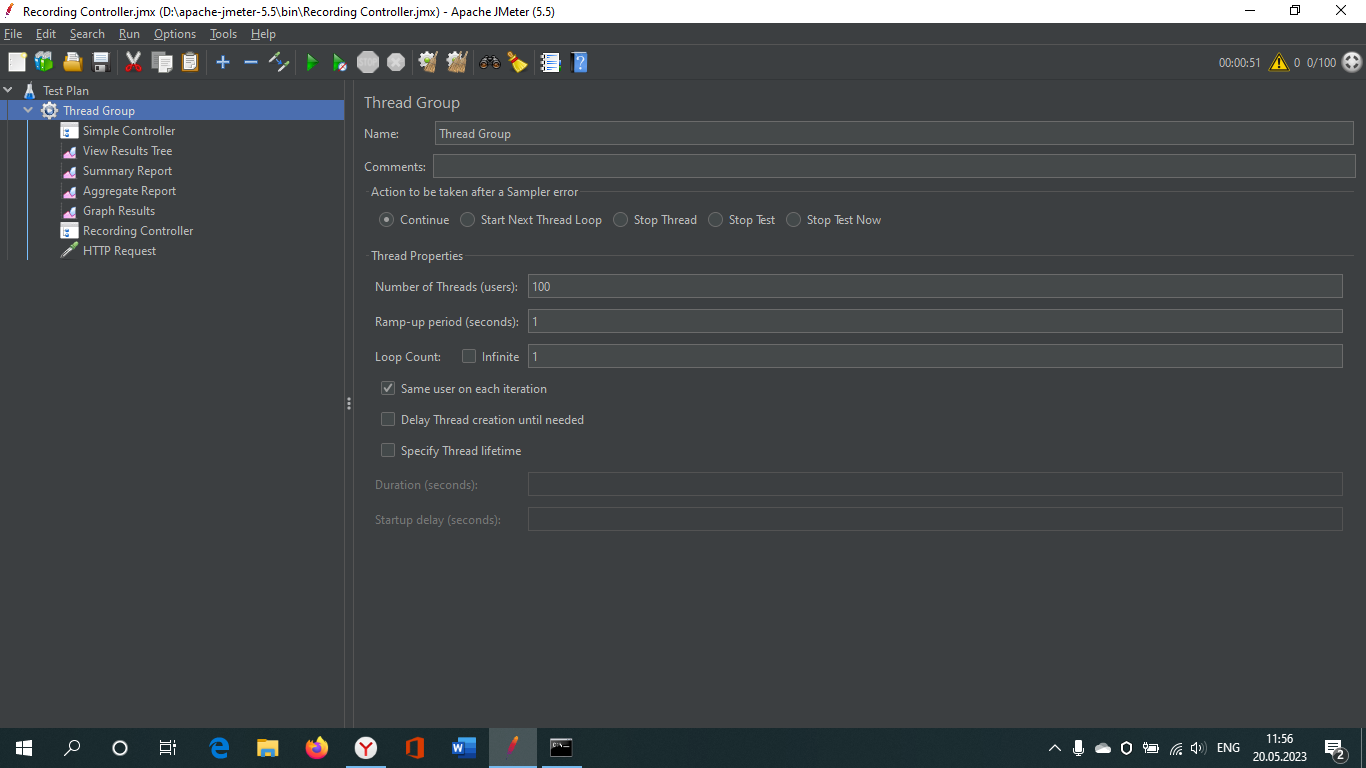 Recording Controller.jmx (D:\apache-jmeter-5.5\bin\Recording Controller.jmx) - Apache JMeter (5.5)
File Edit Search Run Options Tools Help
STOP
00:00:51 0 0/100
Test Plan
Thread Group
Simple Controller
View Results Tree
Summary Report
Aggregate Report
Graph Results
Recording Controller
HTTP Request
Thread Group
Name: Thread Group
Comments:
Action to be taken after a Sampler error
Continue Start Next Thread Loop Stop Thread Stop Test Stop Test Now
Thread Properties
Number of Threads (users): 100
Ramp-up period (seconds): 1
Loop Count: Infinite 1
Same user on each iteration
Delay Thread creation until needed
Specify Thread lifetime
Duration (seconds):
Startup delay (seconds):
ENG
11:56
20.05.2023
2